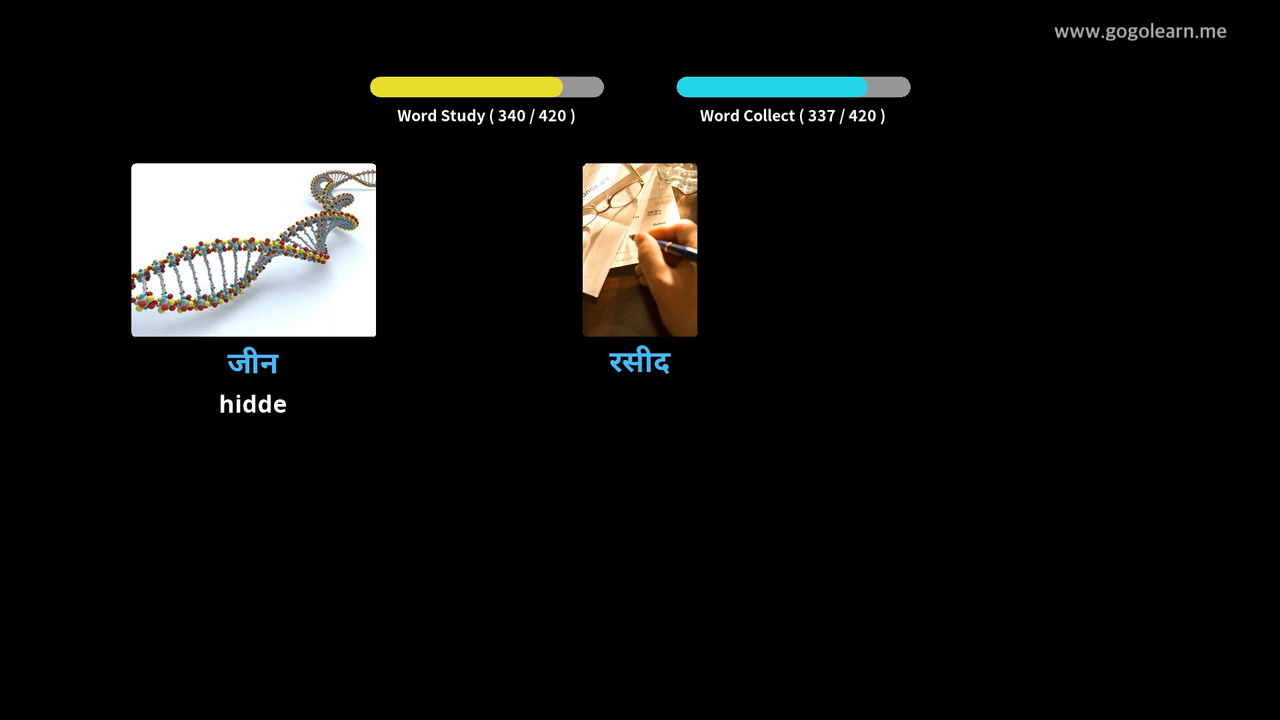 www.gogolearn.me
Word Study ( 340 / 420 )
Word Collect ( 337 / 420 )
जीन
रसीद
hidde